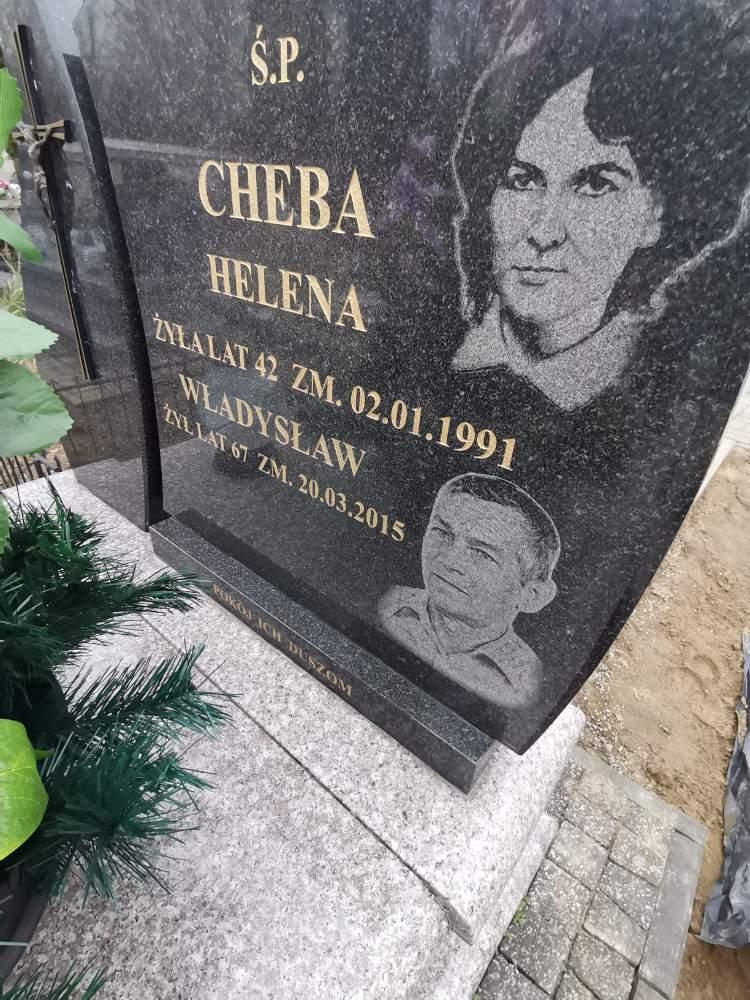 Ś.P.
CHEBA
HELENA
ŻYŁA LAT 42 ZM. 02.01.1991
WŁADYSŁAW
ŻYŁ LAT 67 ZM. 20.03.2015
POKÓJ ICH DUSZOM